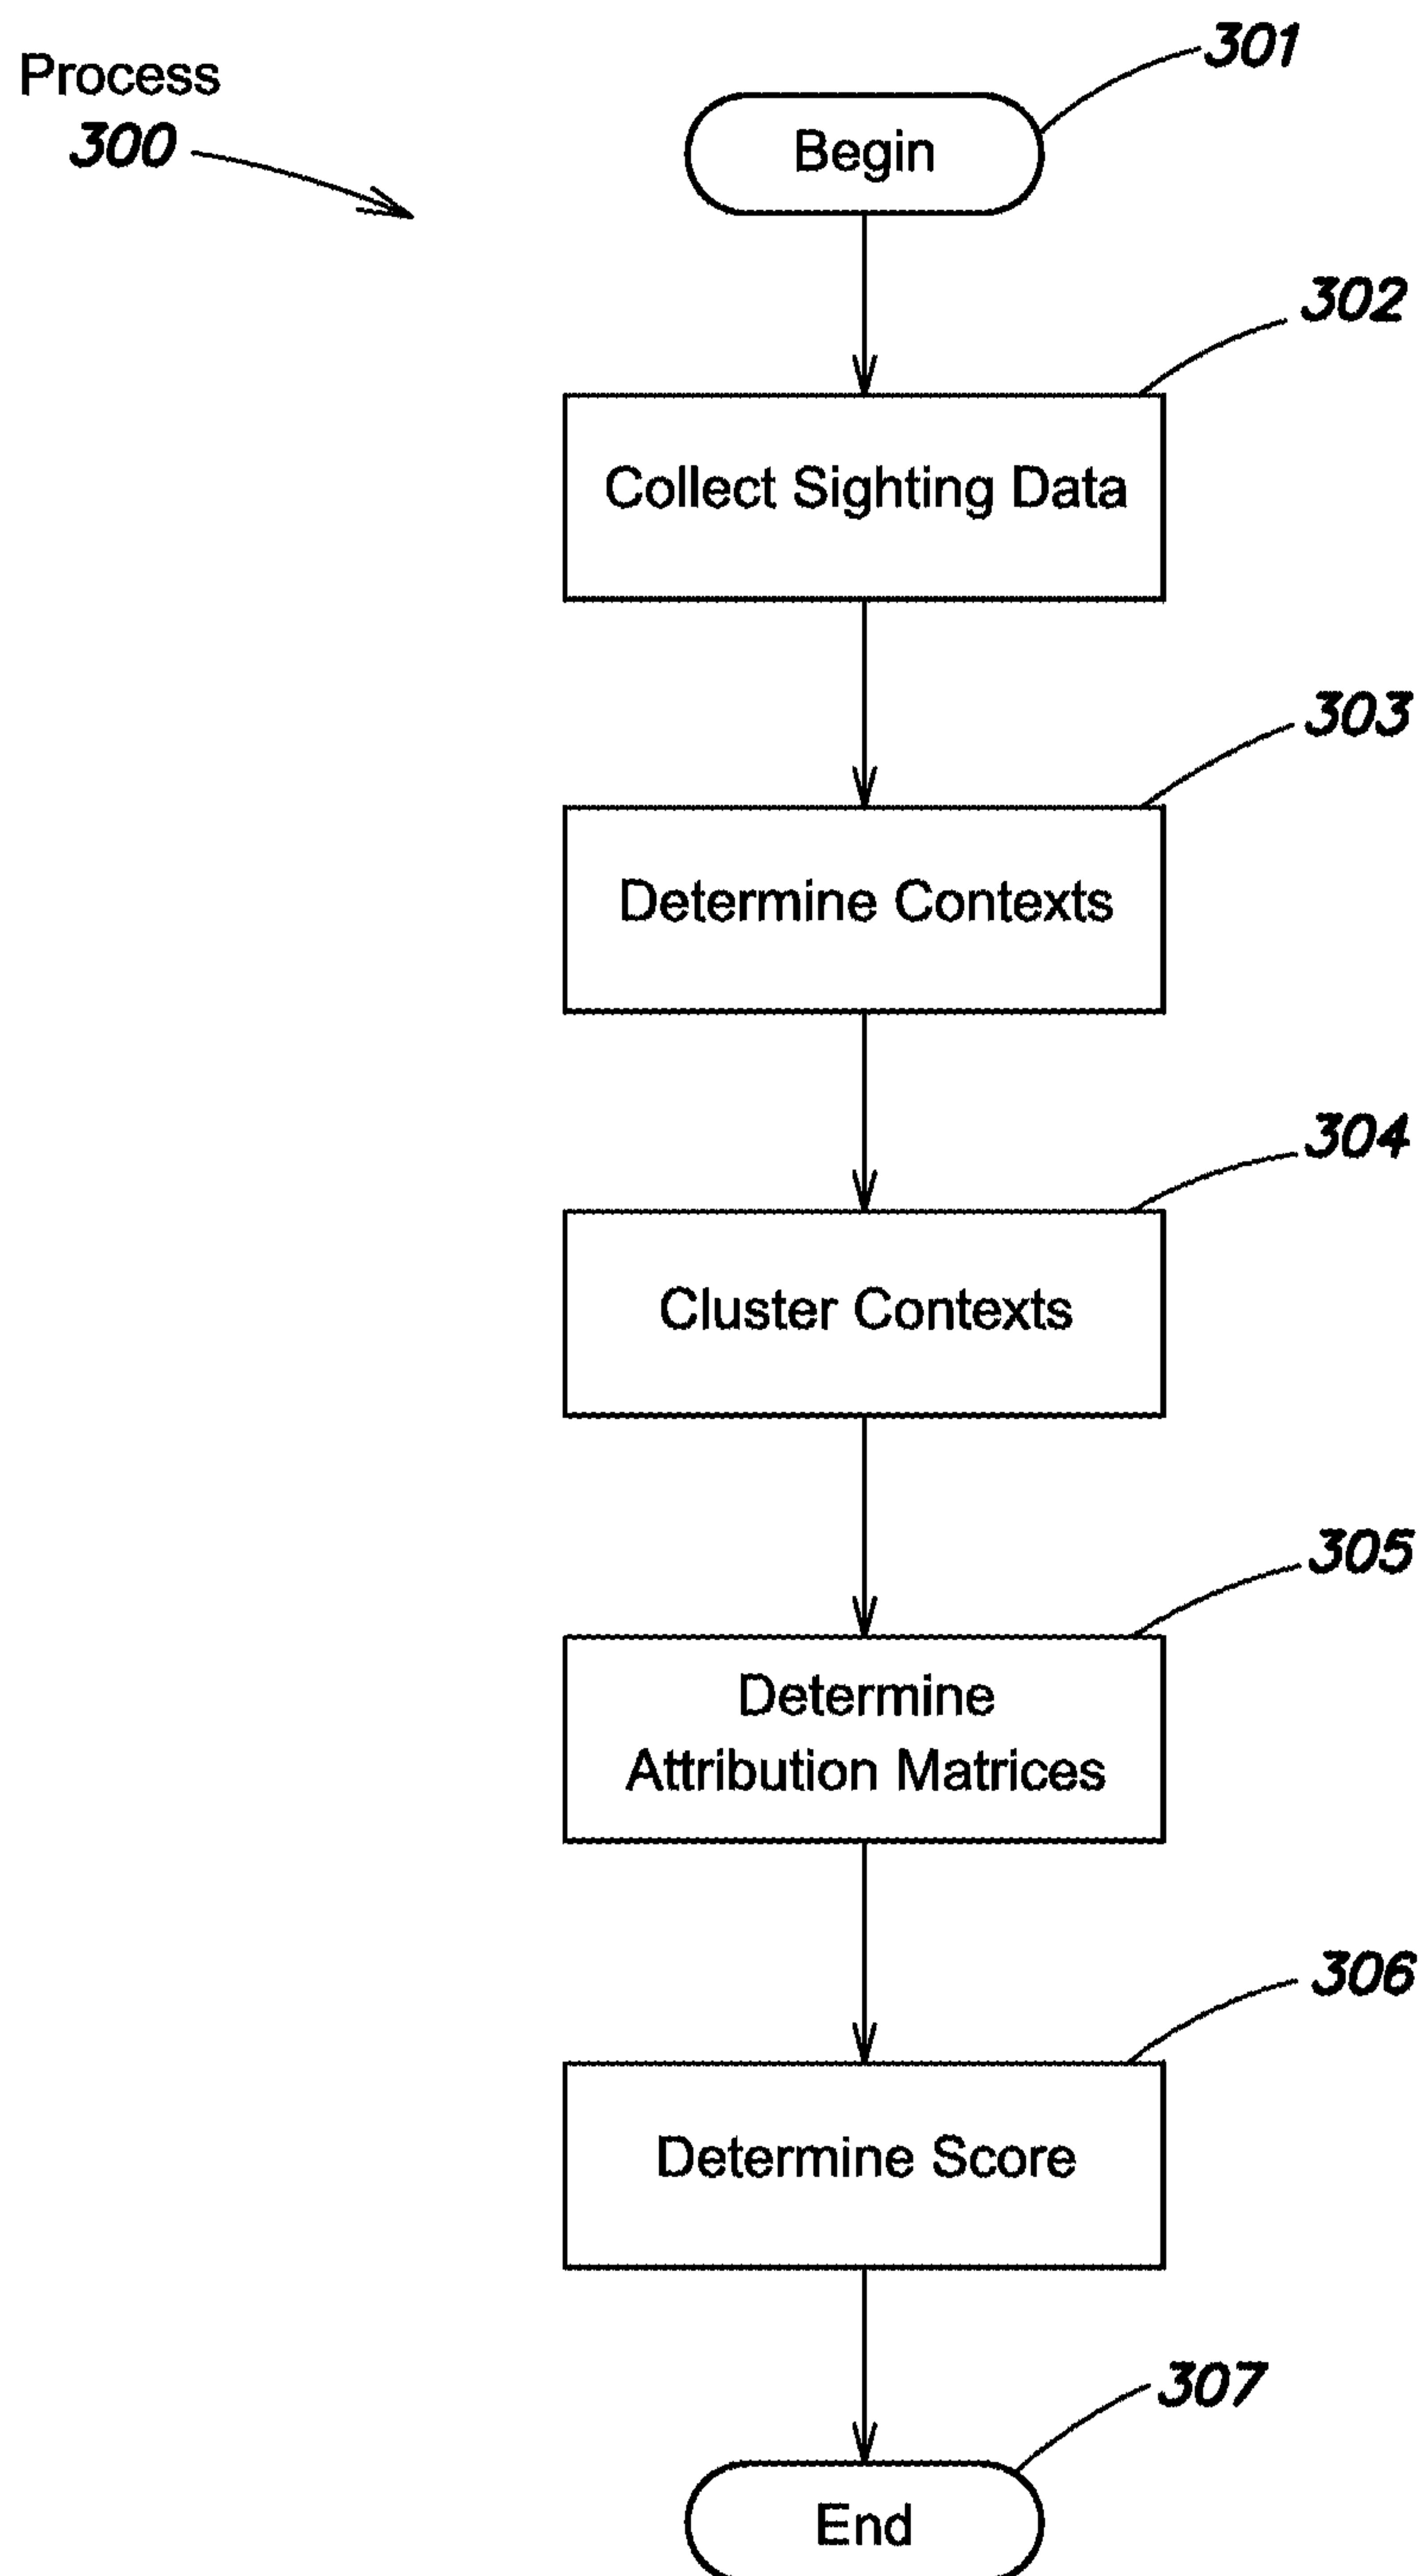 Process
300
301
Begin
302
Collect Sighting Data
303
Determine Contexts
304
Cluster Contexts
305
Determine
Attribution Matrices
306
Determine Score
307
End